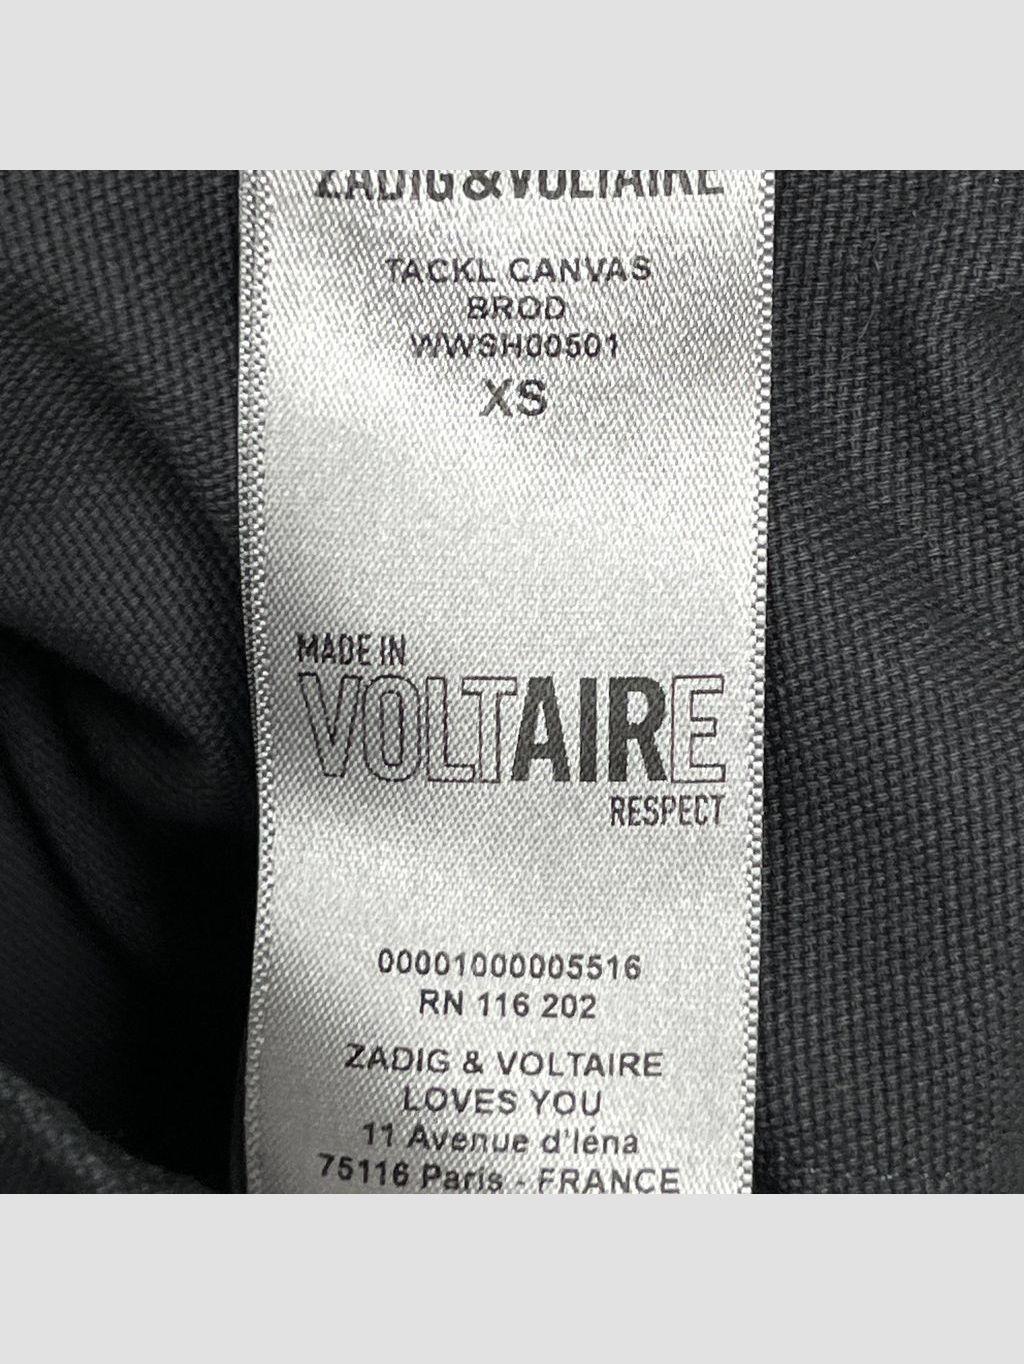 ZADIG&VOLTAIRE
TACKL CANVAS
BROD
WWSH00501
XS
MADE IN
VOLTAIRE
RESPECT
00001000005516
RN 116 202
ZADIG & VOLTAIRE
LOVES YOU
11 Avenue d'Iéna
75116 Paris - FRANCE